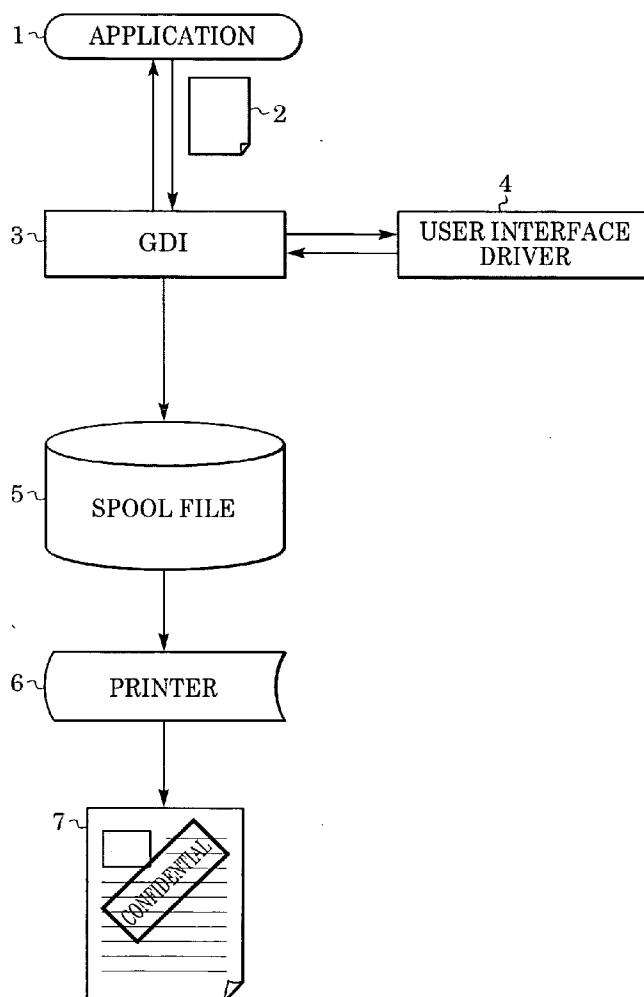 1
APPLICATION
2
3
GDI
4
USER INTERFACE
DRIVER
5
SPOOL FILE
6
PRINTER
7
CONFIDENTIAL